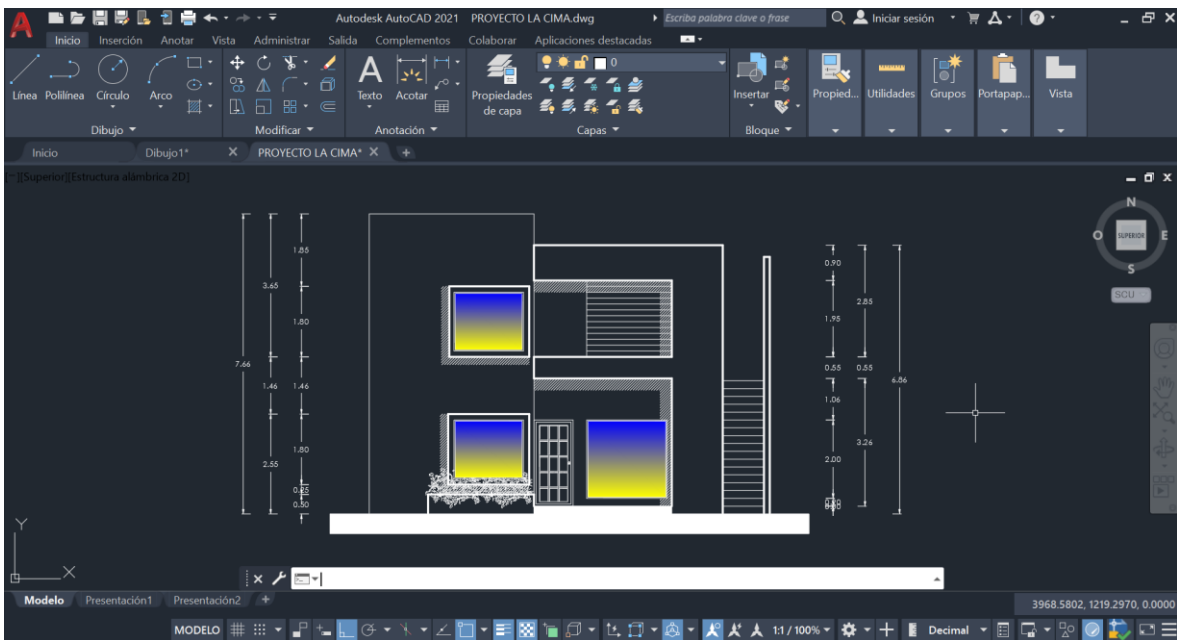 Autodesk AutoCAD 2021 PROYECTO LA CIMA.dwg Escriba palabra clave o frase Iniciar sesión
Inicio Inserción Anotar Vista Administrar Salida Complementos Colaborar Aplicaciones destacadas
0
Línea Polilínea Círculo Arco Texto Acotar Propiedades de capa Insertar Propied... Utilidades Grupos Portapap... Vista
Dibujo Modificar Anotación Capas Bloque
Inicio Dibujo1* PROYECTO LA CIMA*
[−][Superior][Estructura alámbrica 2D]
N
O SUPERIOR E
S
SCU
1.85
0.90
3.65
2.85
1.80
1.95
7.66
0.55 0.55
6.86
1.46 1.46
1.06
3.26
1.80
2.00
2.55
0.50
Y
X
Modelo Presentación1 Presentación2
3968.5802, 1219.2970, 0.0000
MODELO 1:1 / 100% Decimal